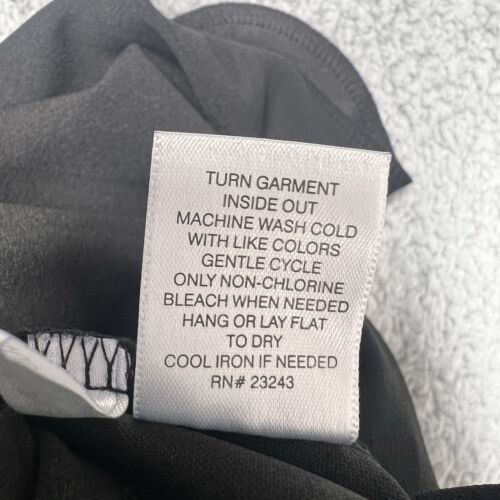 TURN GARMENT
INSIDE OUT
MACHINE WASH COLD
WITH LIKE COLORS
GENTLE CYCLE
ONLY NON-CHLORINE
BLEACH WHEN NEEDED
HANG OR LAY FLAT
TO DRY
COOL IRON IF NEEDED
RN# 23243